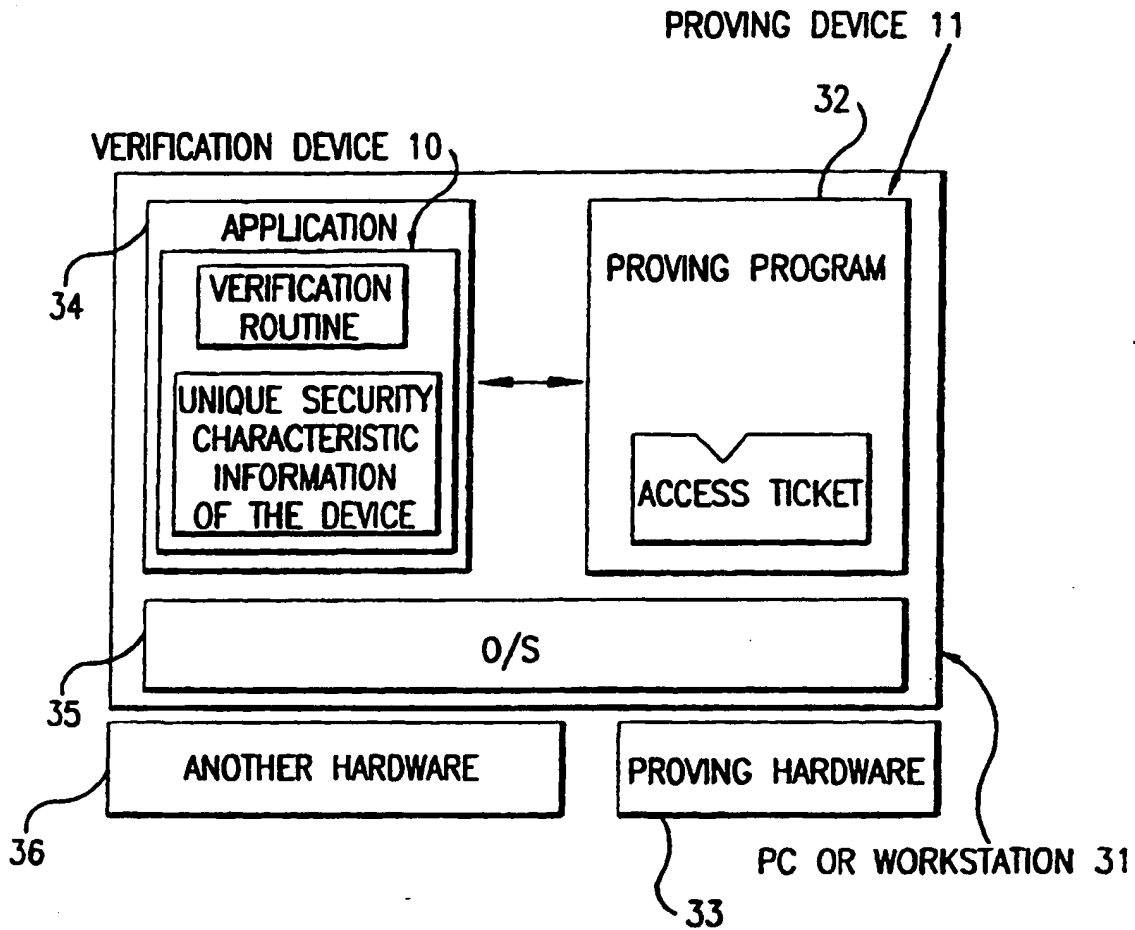 PROVING DEVICE 11
32
VERIFICATION DEVICE 10
APPLICATION
34
VERIFICATION
ROUTINE
UNIQUE SECURITY
CHARACTERISTIC
INFORMATION
OF THE DEVICE
PROVING PROGRAM
ACCESS TICKET
O/S
35
ANOTHER HARDWARE
PROVING HARDWARE
36
PC OR WORKSTATION 31
33